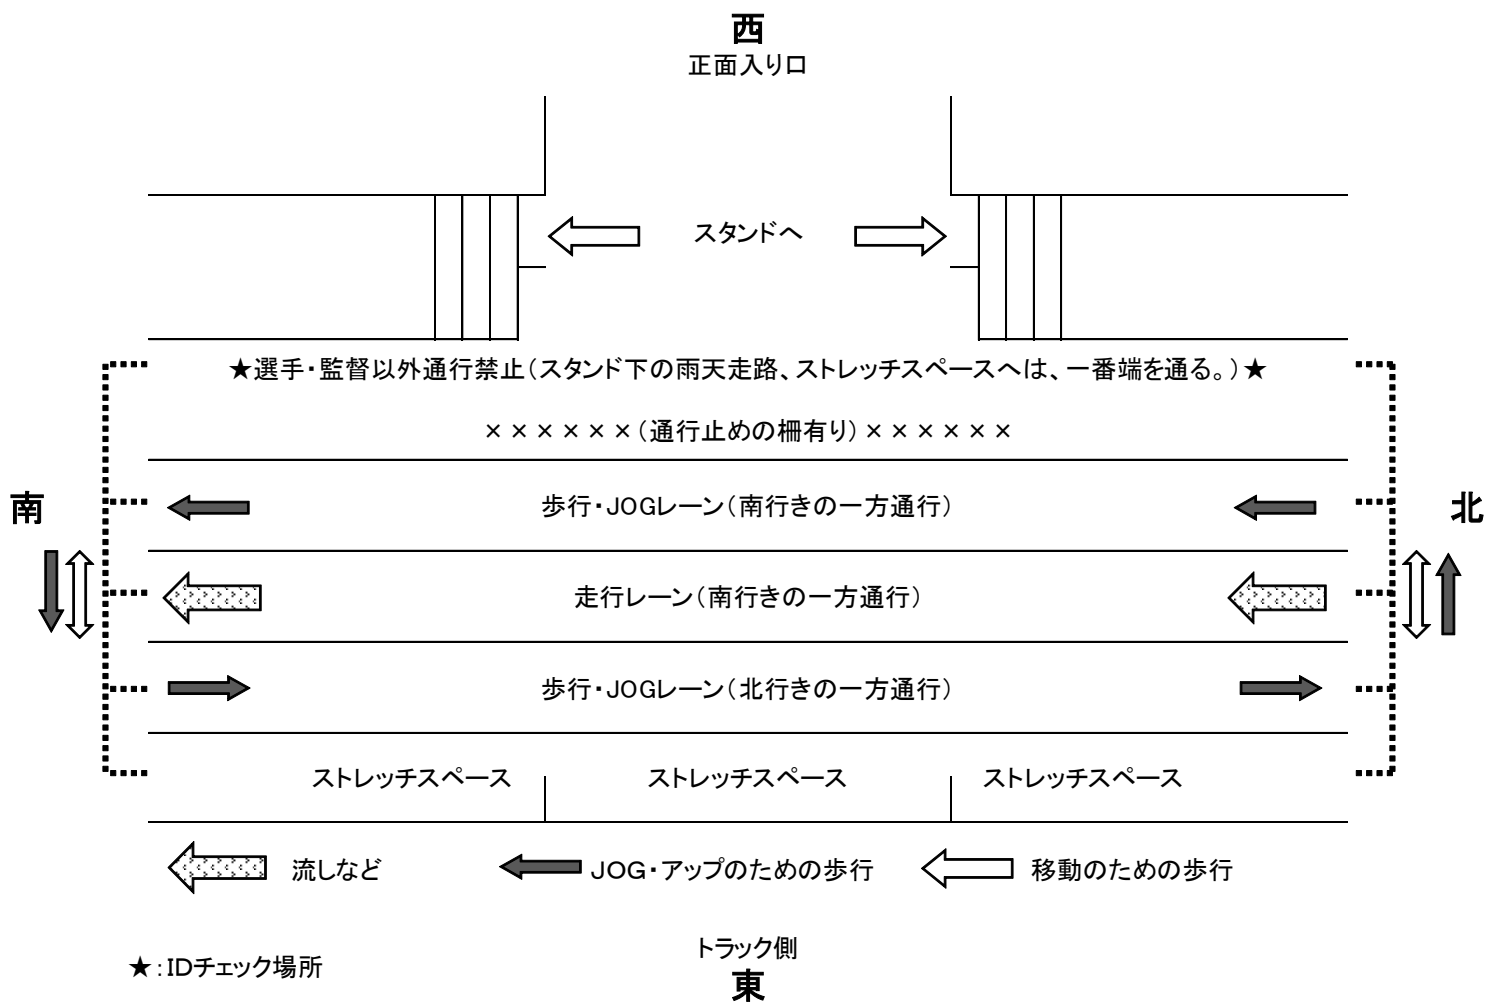 西
正面入り口
スタンドへ
★選手・監督以外通行禁止(スタンド下の雨天走路、ストレッチスペースへは、一番端を通る。)★
××××××(通行止めの柵有り)××××××
南
北
歩行・JOGレーン(南行きの一方通行)
走行レーン(南行きの一方通行)
歩行・JOGレーン(北行きの一方通行)
ストレッチスペース ストレッチスペース ストレッチスペース
流しなど JOG・アップのための歩行 移動のための歩行
トラック側
★:IDチェック場所
東